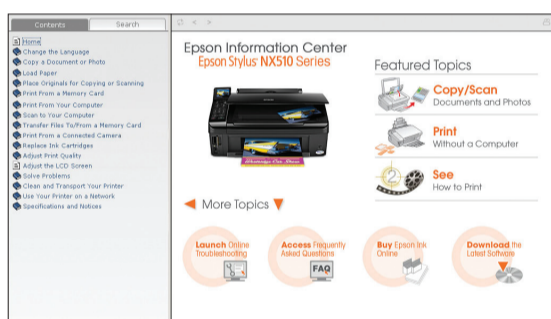 Contents
Search
Home
Change the Language
Copy a Document or Photo
Load Paper
Place Originals for Copying or Scanning
Print From a Memory Card
Print From Your Computer
Scan to Your Computer
Transfer Files To/From a Memory Card
Print From a Connected Camera
Replace Ink Cartridges
Adjust Print Quality
Adjust the LCD Screen
Solve Problems
Clean and Transport Your Printer
Use Your Printer on a Network
Specifications and Notices
Epson Information Center
Epson Stylus® NX510 Series
Featured Topics
Copy/Scan
Documents and Photos
Print
Without a Computer
See
How to Print
More Topics
Launch Online
Troubleshooting
Access Frequently
Asked Questions
FAQ
Buy Epson Ink
Online
Download the
Latest Software